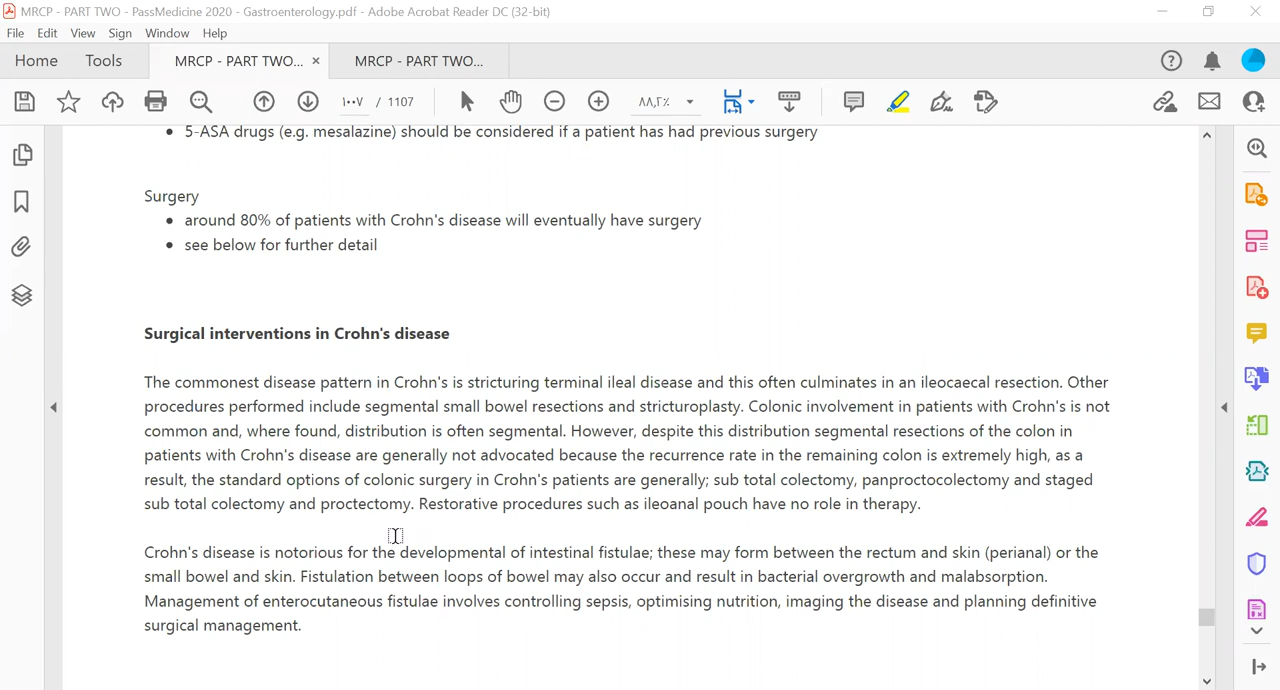 MRCP - PART TWO - PassMedicine 2020 - Gastroenterology.pdf - Adobe Acrobat Reader DC (32-bit)
File Edit View Sign Window Help
Home Tools MRCP - PART TWO... × MRCP - PART TWO...
١٠٠٧ / 1107 ٨٨,٢٪
• 5-ASA drugs (e.g. mesalazine) should be considered if a patient has had previous surgery
Surgery
• around 80% of patients with Crohn's disease will eventually have surgery
• see below for further detail
Surgical interventions in Crohn's disease
The commonest disease pattern in Crohn's is stricturing terminal ileal disease and this often culminates in an ileocaecal resection. Other
procedures performed include segmental small bowel resections and stricturoplasty. Colonic involvement in patients with Crohn's is not
common and, where found, distribution is often segmental. However, despite this distribution segmental resections of the colon in
patients with Crohn's disease are generally not advocated because the recurrence rate in the remaining colon is extremely high, as a
result, the standard options of colonic surgery in Crohn's patients are generally; sub total colectomy, panproctocolectomy and staged
sub total colectomy and proctectomy. Restorative procedures such as ileoanal pouch have no role in therapy.
Crohn's disease is notorious for the developmental of intestinal fistulae; these may form between the rectum and skin (perianal) or the
small bowel and skin. Fistulation between loops of bowel may also occur and result in bacterial overgrowth and malabsorption.
Management of enterocutaneous fistulae involves controlling sepsis, optimising nutrition, imaging the disease and planning definitive
surgical management.